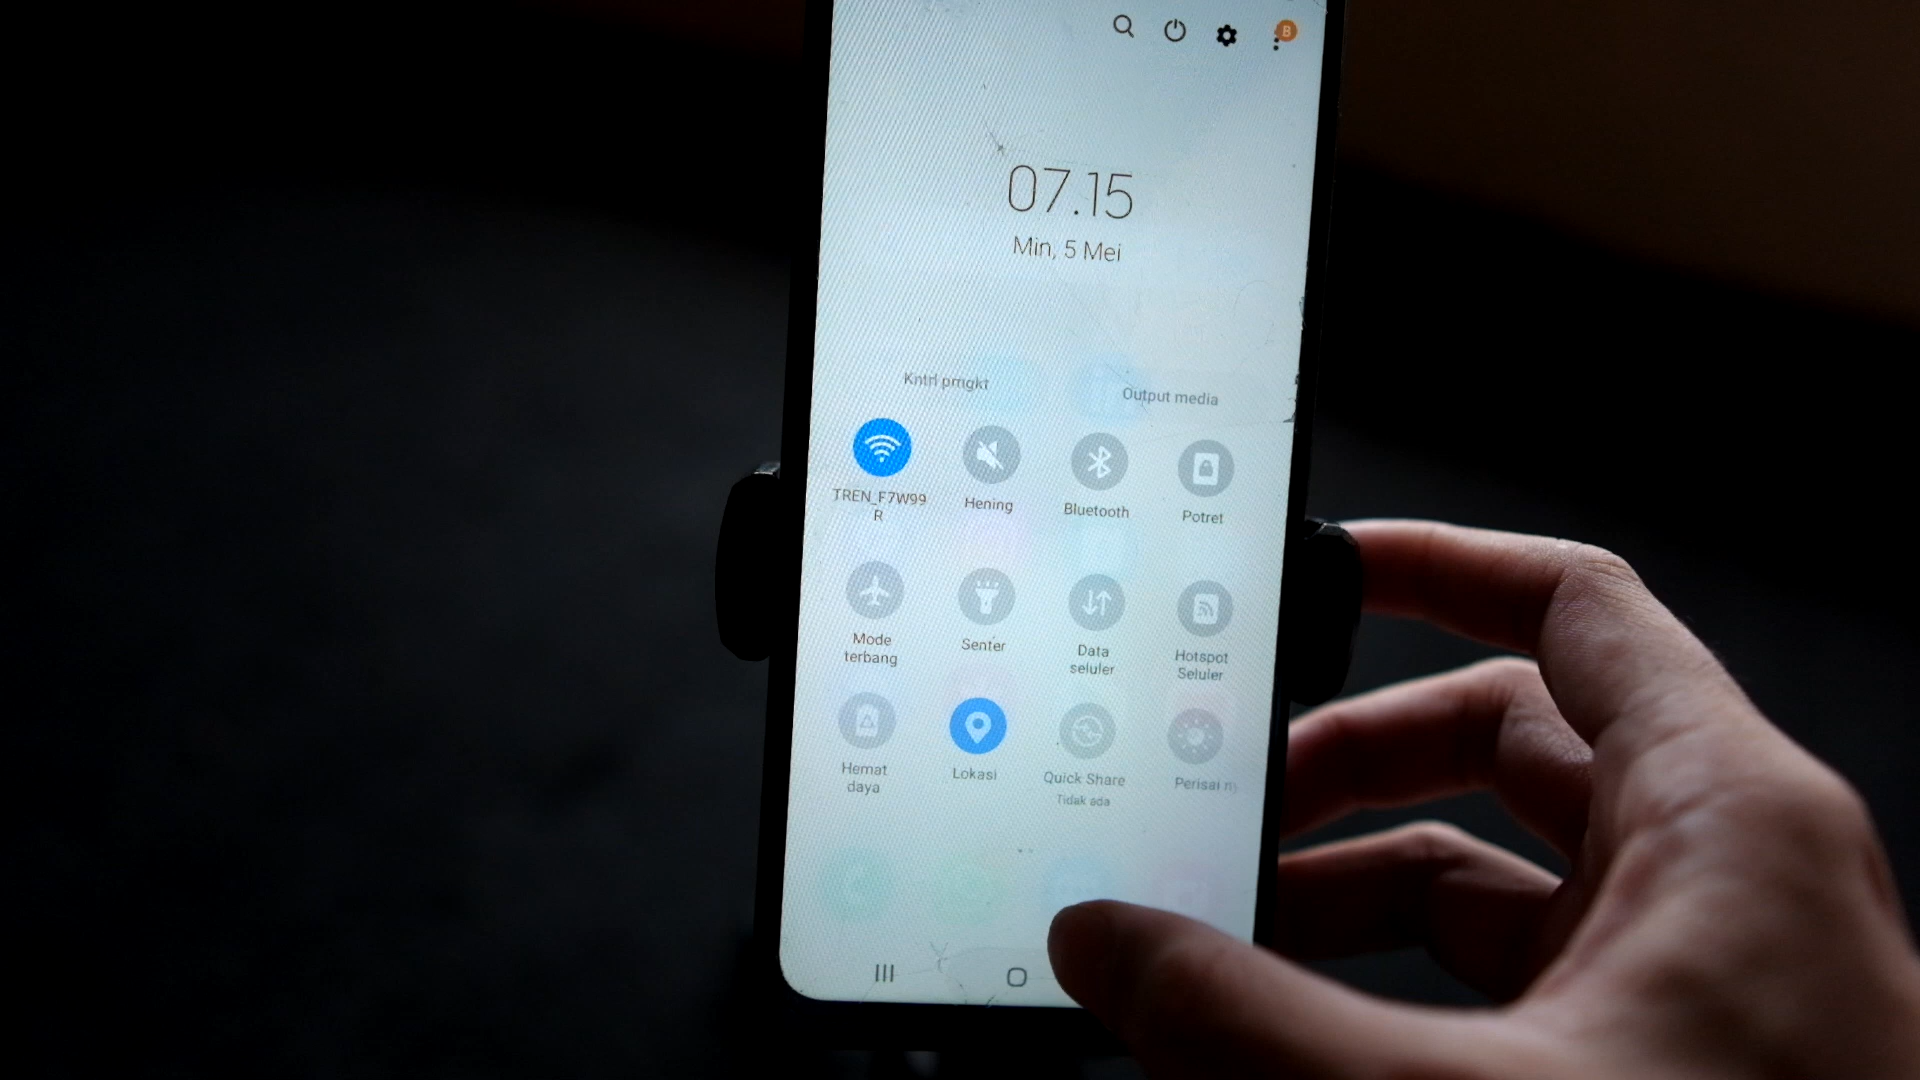 B
07.15
Min, 5 Mei
Kntrl prngkt
Output media
TREN_F7W99
R
Hening
Bluetooth
Potret
Mode
terbang
Senter
Data
seluler
Hotspot
Seluler
Hemat
daya
Lokasi
Quick Share
Tidak ada
Perisai